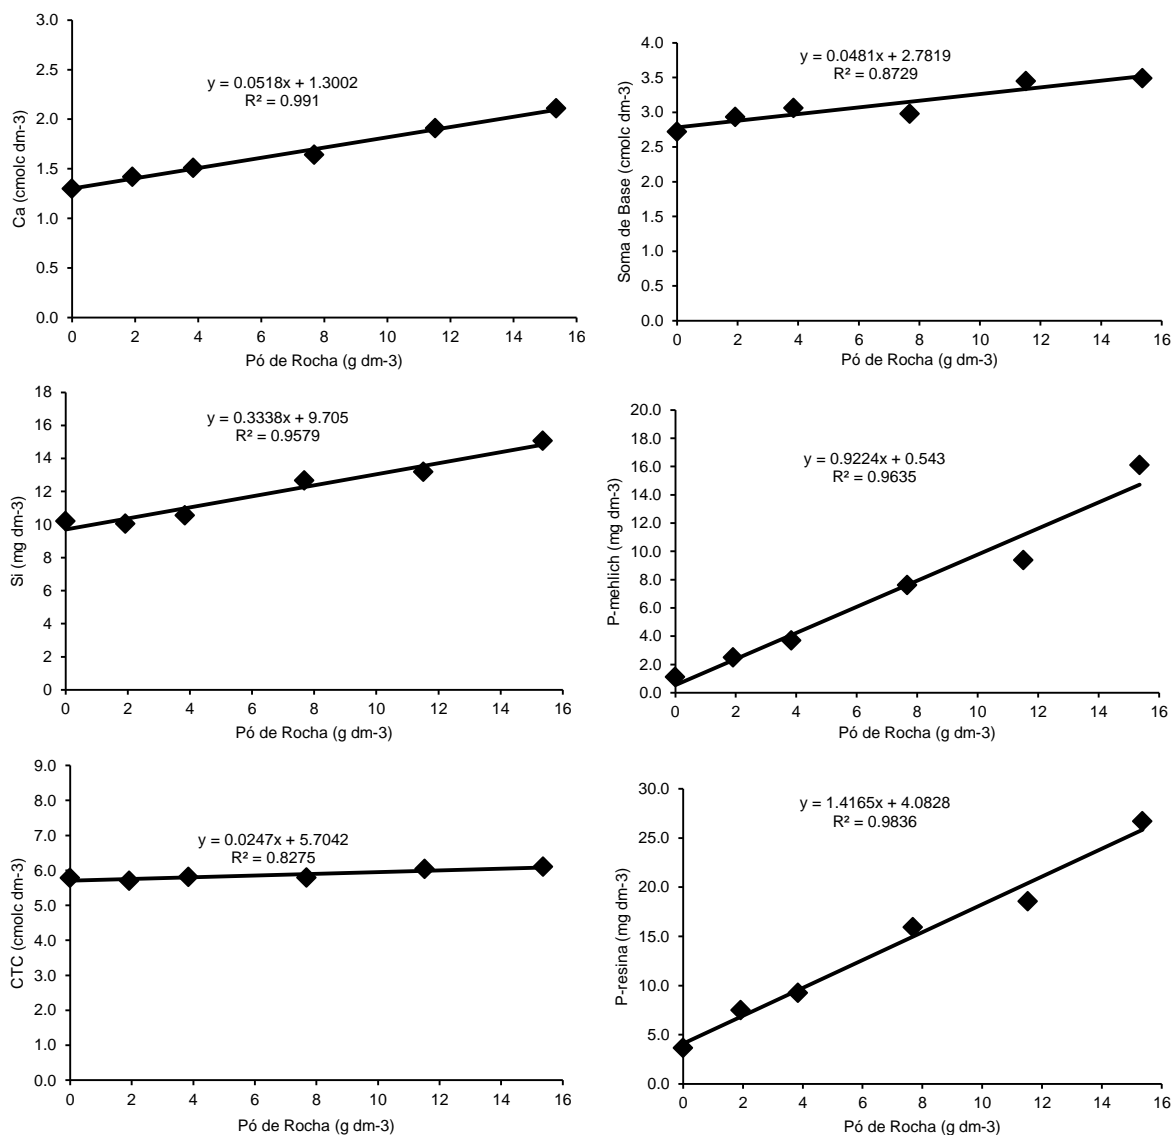 3.0
2.5
2.0
1.5
1.0
0.5
0.0
Ca (cmolc dm-3)
y = 0.0518x + 1.3002
R² = 0.991
0 2 4 6 8 10 12 14 16
Pó de Rocha (g dm-3)
4.0
3.5
3.0
2.5
2.0
1.5
1.0
0.5
0.0
Soma de Base (cmolc dm-3)
y = 0.0481x + 2.7819
R² = 0.8729
0 2 4 6 8 10 12 14 16
Pó de Rocha (g dm-3)
18
16
14
12
10
8
6
4
2
0
Si (mg dm-3)
y = 0.3338x + 9.705
R² = 0.9579
0 2 4 6 8 10 12 14 16
Pó de Rocha (g dm-3)
20.0
18.0
16.0
14.0
12.0
10.0
8.0
6.0
4.0
2.0
0.0
P-mehlich (mg dm-3)
y = 0.9224x + 0.543
R² = 0.9635
0 2 4 6 8 10 12 14 16
Pó de Rocha (g dm-3)
9.0
8.0
7.0
6.0
5.0
4.0
3.0
2.0
1.0
0.0
CTC (cmolc dm-3)
y = 0.0247x + 5.7042
R² = 0.8275
0 2 4 6 8 10 12 14 16
Pó de Rocha (g dm-3)
30.0
25.0
20.0
15.0
10.0
5.0
0.0
P-resina (mg dm-3)
y = 1.4165x + 4.0828
R² = 0.9836
0 2 4 6 8 10 12 14 16
Pó de Rocha (g dm-3)